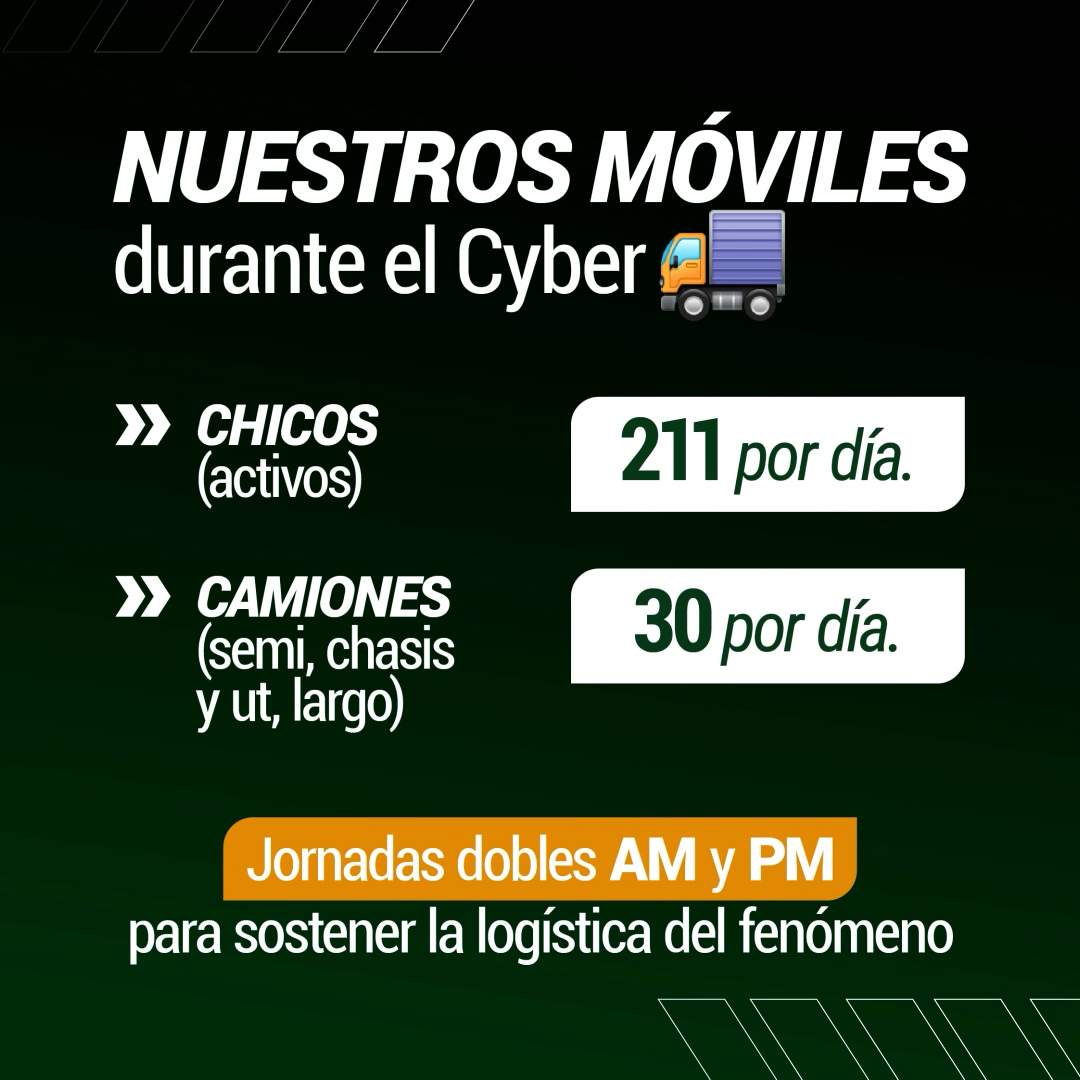 NUESTROS MÓVILES
durante el Cyber
CHICOS
(activos)
211 por día.
CAMIONES
(semi, chasis
y ut, largo)
30 por día.
Jornadas dobles AM y PM
para sostener la logística del fenómeno